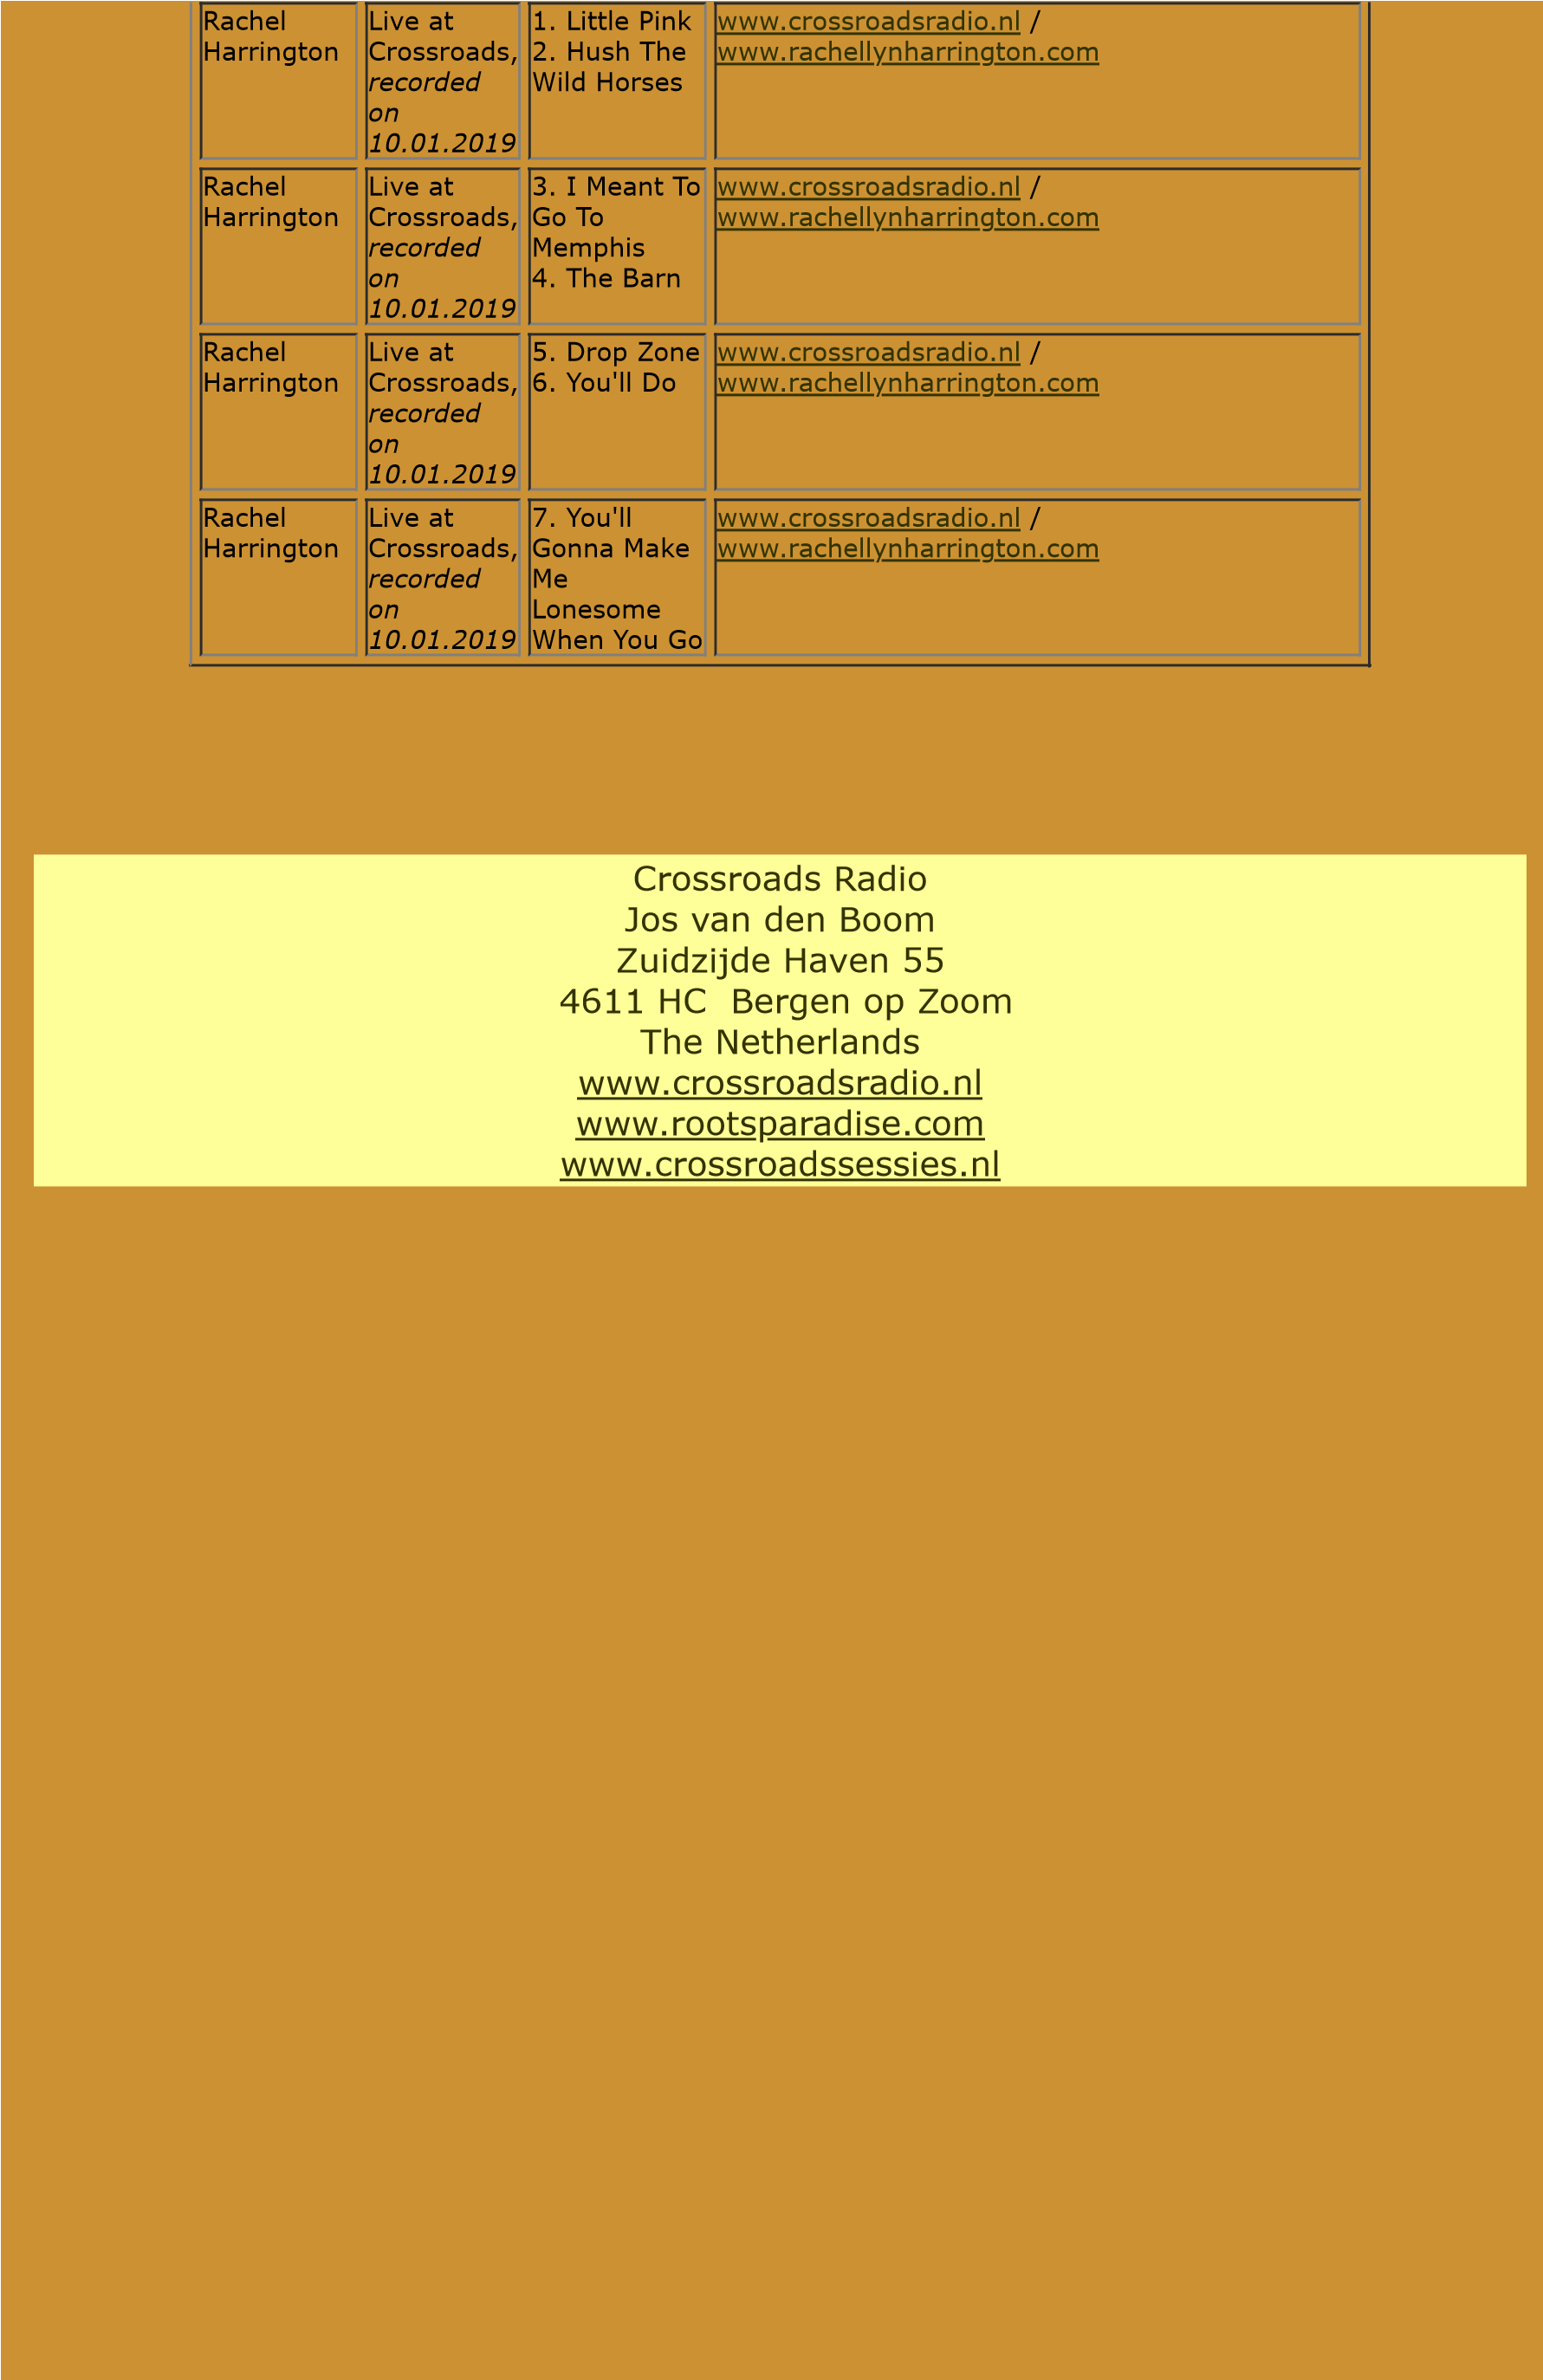 Rachel
Harrington
Live at
Crossroads,
recorded
on
10.01.2019
1. Little Pink
2. Hush The
Wild Horses
www.crossroadsradio.nl /
www.rachellynharrington.com
Rachel
Harrington
Live at
Crossroads,
recorded
on
10.01.2019
3. I Meant To
Go To
Memphis
4. The Barn
www.crossroadsradio.nl /
www.rachellynharrington.com
Rachel
Harrington
Live at
Crossroads,
recorded
on
10.01.2019
5. Drop Zone
6. You'll Do
www.crossroadsradio.nl /
www.rachellynharrington.com
Rachel
Harrington
Live at
Crossroads,
recorded
on
10.01.2019
7. You'll
Gonna Make
Me
Lonesome
When You Go
www.crossroadsradio.nl /
www.rachellynharrington.com
Crossroads Radio
Jos van den Boom
Zuidzijde Haven 55
4611 HC  Bergen op Zoom
The Netherlands
www.crossroadsradio.nl
www.rootsparadise.com
www.crossroadssessies.nl